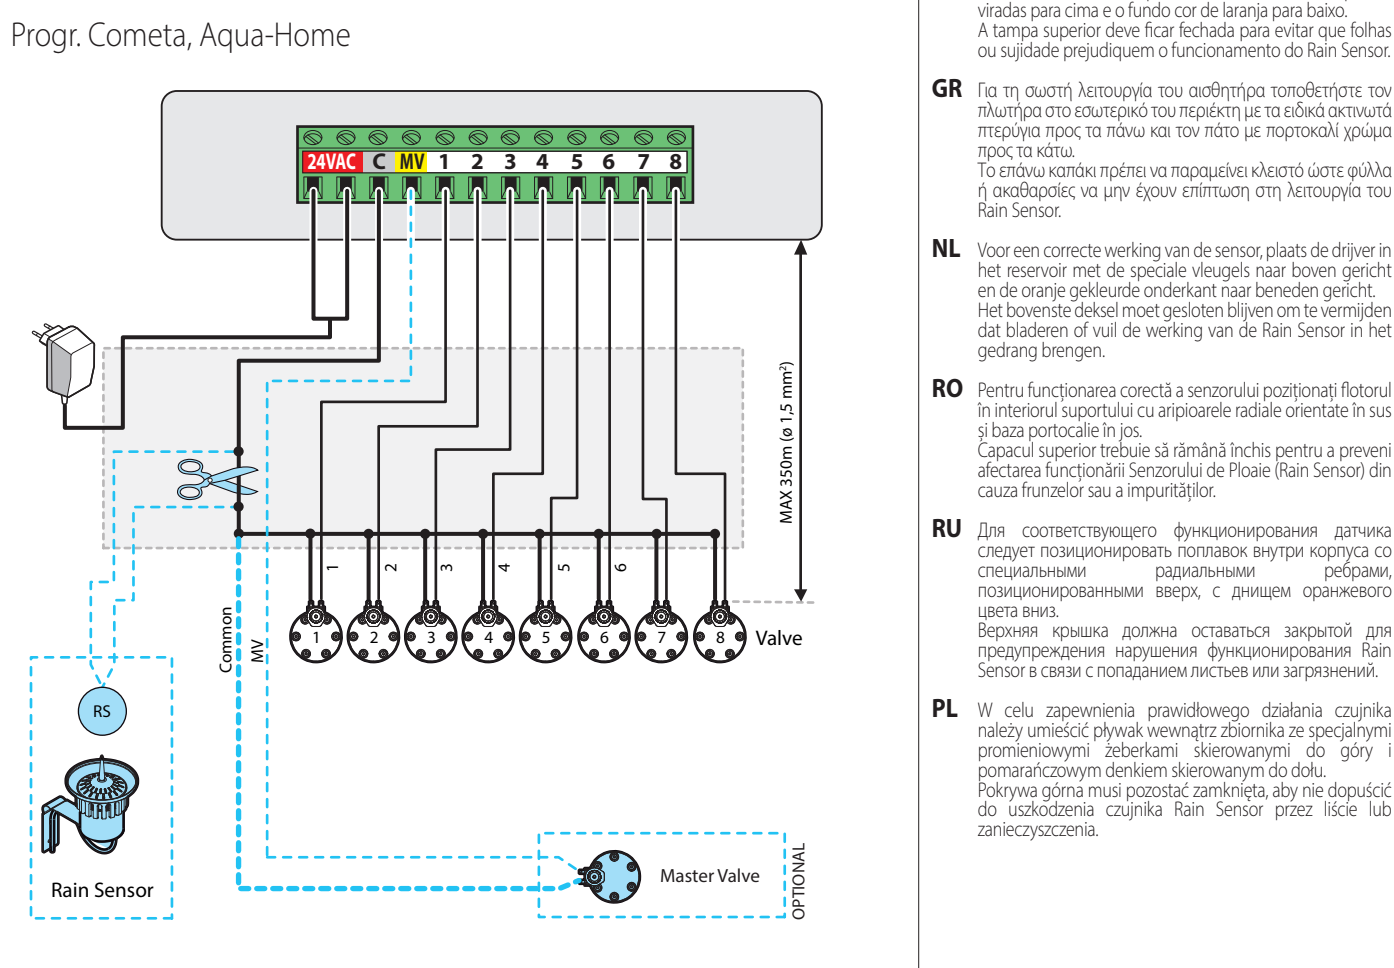 Progr. Cometa, Aqua-Home
24VAC C MV 1 2 3 4 5 6 7 8
MAX 350m (ø 1,5 mm²)
1 2 3 4 5 6
Common
MV
1 2 3 4 5 6 7 8 Valve
RS
Rain Sensor
Master Valve
OPTIONAL
viradas para cima e o fundo cor de laranja para baixo.
A tampa superior deve ficar fechada para evitar que folhas
ou sujidade prejudiquem o funcionamento do Rain Sensor.
GR Για τη σωστή λειτουργία του αισθητήρα τοποθετήστε τον
πλωτήρα στο εσωτερικό του περιέκτη με τα ειδικά ακτινωτά
πτερύγια προς τα πάνω και τον πάτο με πορτοκαλί χρώμα
προς τα κάτω.
Το επάνω καπάκι πρέπει να παραμείνει κλειστό ώστε φύλλα
ή ακαθαρσίες να μην έχουν επίπτωση στη λειτουργία του
Rain Sensor.
NL Voor een correcte werking van de sensor, plaats de drijver in
het reservoir met de speciale vleugels naar boven gericht
en de oranje gekleurde onderkant naar beneden gericht.
Het bovenste deksel moet gesloten blijven om te vermijden
dat bladeren of vuil de werking van de Rain Sensor in het
gedrang brengen.
RO Pentru funcționarea corectă a senzorului poziționați flotorul
în interiorul suportului cu aripioarele radiale orientate în sus
și baza portocalie în jos.
Capacul superior trebuie să rămână închis pentru a preveni
afectarea funcționării Senzorului de Ploaie (Rain Sensor) din
cauza frunzelor sau a impurităților.
RU Для соответствующего функционирования датчика
следует позиционировать поплавок внутри корпуса со
специальными радиальными ребрами,
позиционированными вверх, с днищем оранжевого
цвета вниз.
Верхняя крышка должна оставаться закрытой для
предупреждения нарушения функционирования Rain
Sensor в связи с попаданием листьев или загрязнений.
PL W celu zapewnienia prawidłowego działania czujnika
należy umieścić pływak wewnątrz zbiornika ze specjalnymi
promieniowymi żeberkami skierowanymi do góry i
pomarańczowym denkiem skierowanym do dołu.
Pokrywa górna musi pozostać zamknięta, aby nie dopuścić
do uszkodzenia czujnika Rain Sensor przez liście lub
zanieczyszczenia.